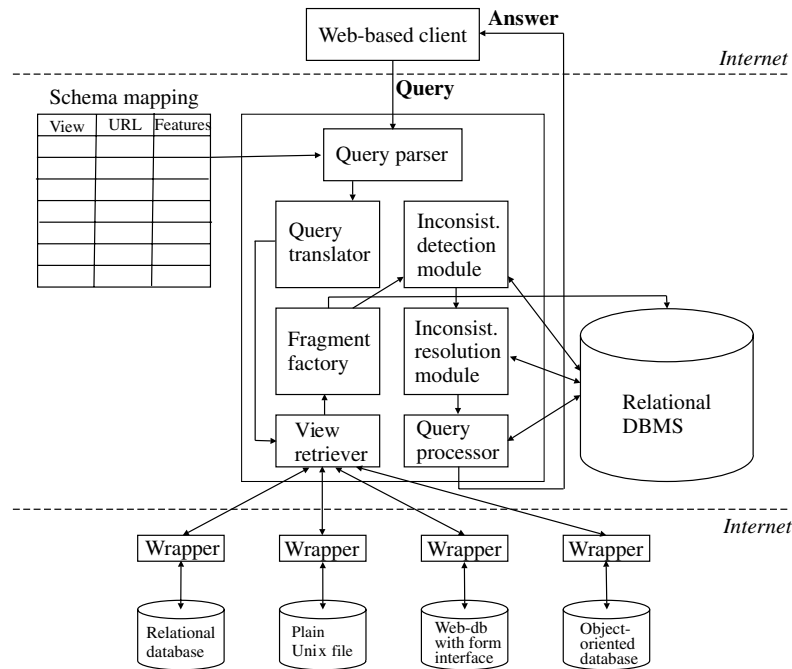 Answer
Web-based client
Internet
Query
Schema mapping
View URL Features
Query parser
Query
translator
Inconsist.
detection
module
Fragment
factory
Inconsist.
resolution
module
Relational
DBMS
View
retriever
Query
processor
Internet
Wrapper
Wrapper
Wrapper
Wrapper
Relational
database
Plain
Unix file
Web-db
with form
interface
Object-
oriented
database